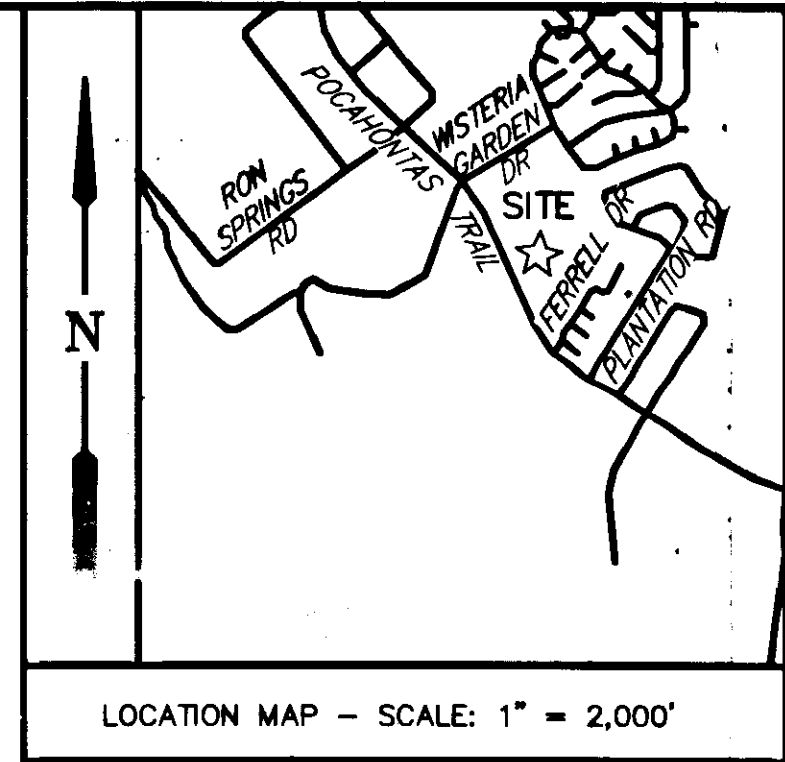 POCAHONTAS
TRAIL
WISTERIA
GARDEN
DR
RON
SPRINGS
RD
SITE
FERRELL
DR
PLANTATION RD
N
LOCATION MAP - SCALE: 1" = 2,000'